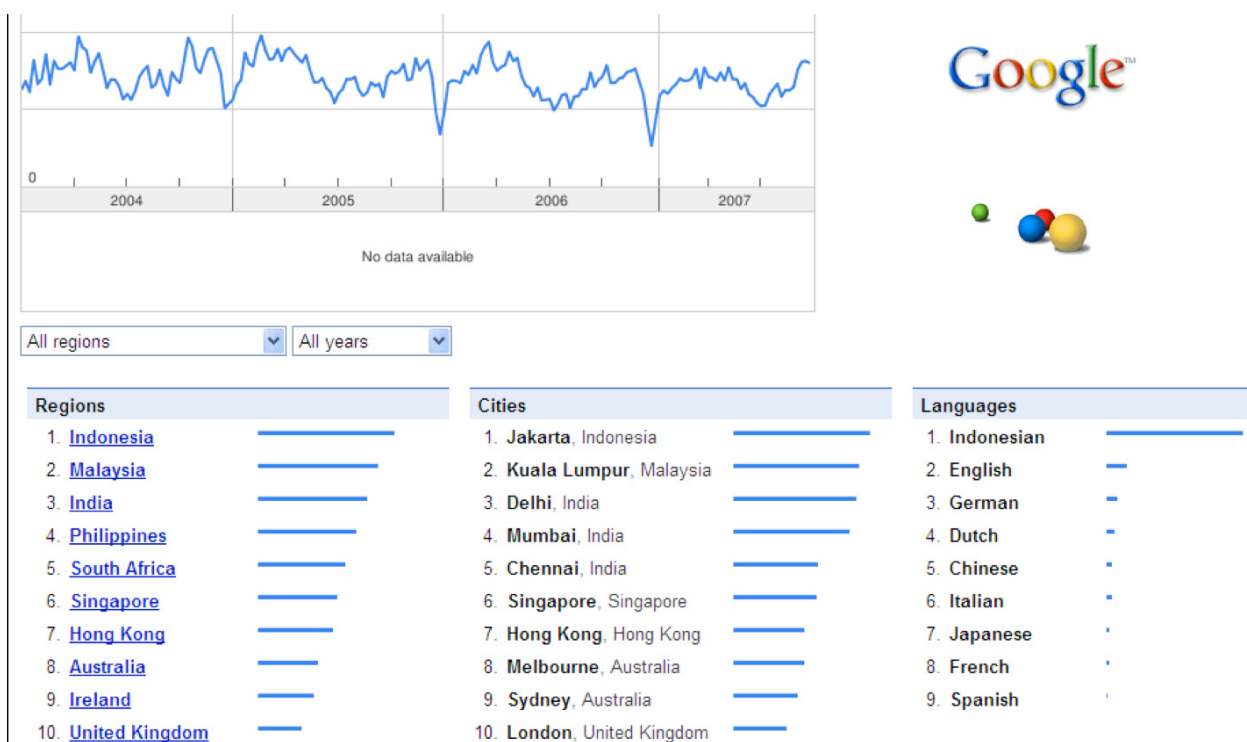 Google™
0
2004 2005 2006 2007
No data available
All regions All years
Regions
1. Indonesia
2. Malaysia
3. India
4. Philippines
5. South Africa
6. Singapore
7. Hong Kong
8. Australia
9. Ireland
10. United Kingdom
Cities
1. Jakarta, Indonesia
2. Kuala Lumpur, Malaysia
3. Delhi, India
4. Mumbai, India
5. Chennai, India
6. Singapore, Singapore
7. Hong Kong, Hong Kong
8. Melbourne, Australia
9. Sydney, Australia
10. London, United Kingdom
Languages
1. Indonesian
2. English
3. German
4. Dutch
5. Chinese
6. Italian
7. Japanese
8. French
9. Spanish